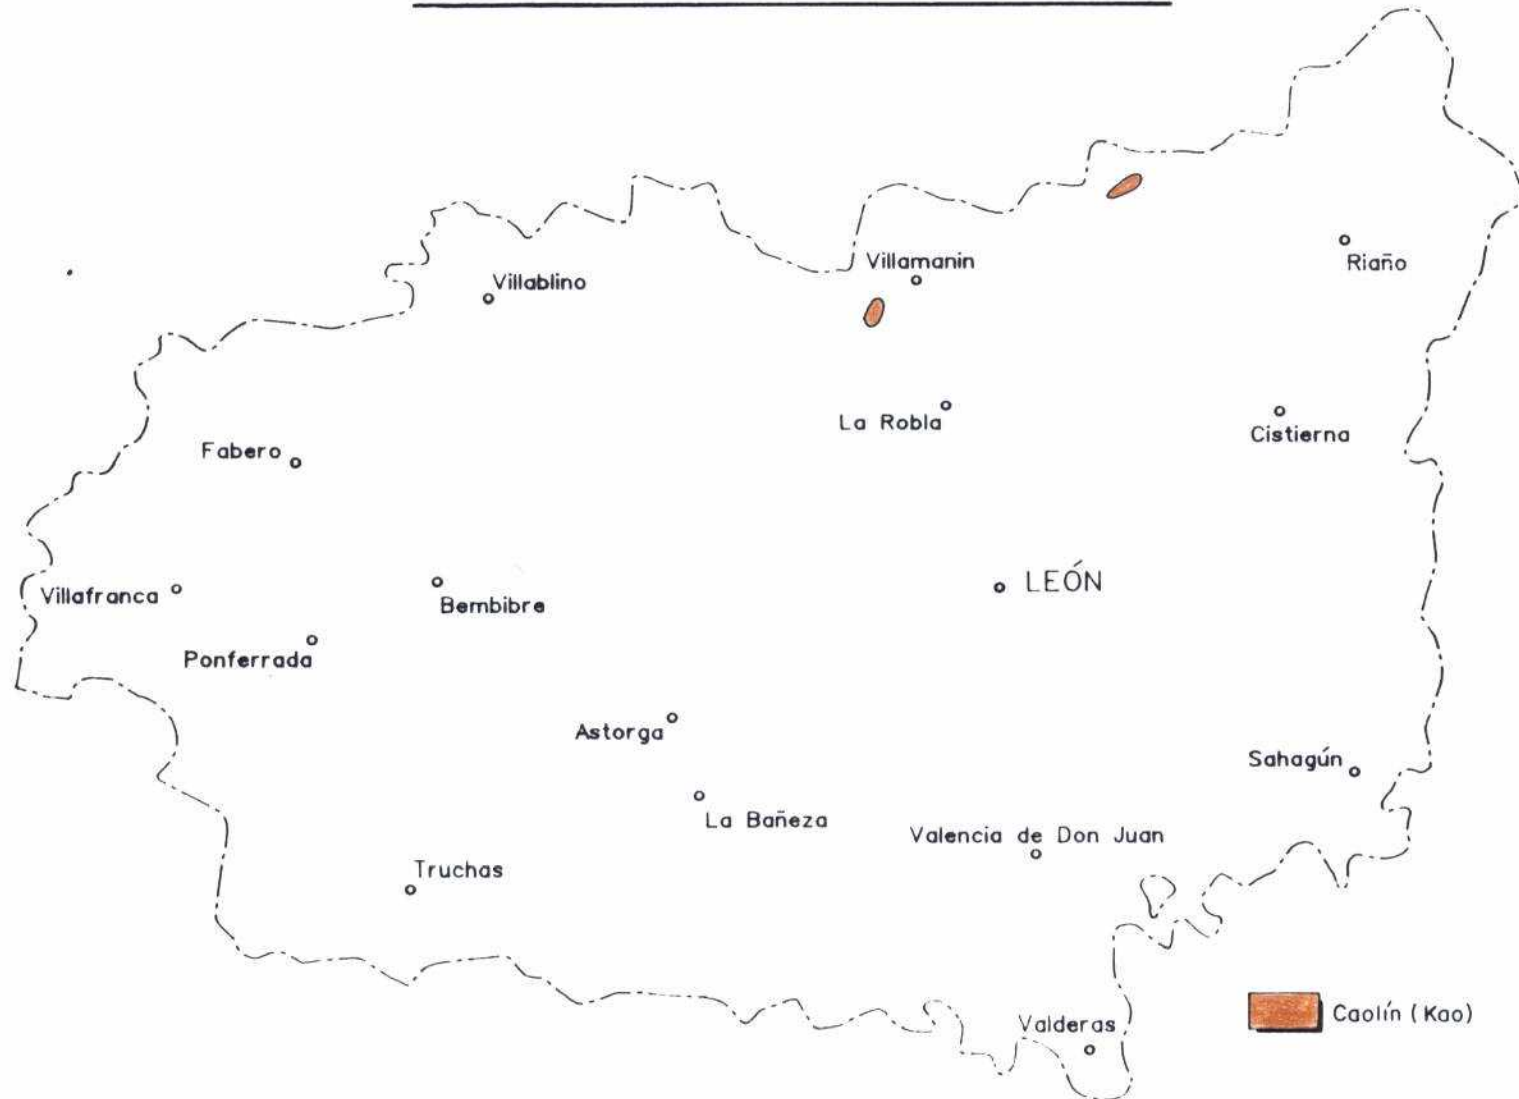 Villamanin
Riaño
Villablino
La Robla
Cistierna
Fabero
LEÓN
Villafranca
Bembibre
Ponferrada
Astorga
Sahagún
La Bañeza
Valencia de Don Juan
Truchas
Caolín (Kao)
Valderas